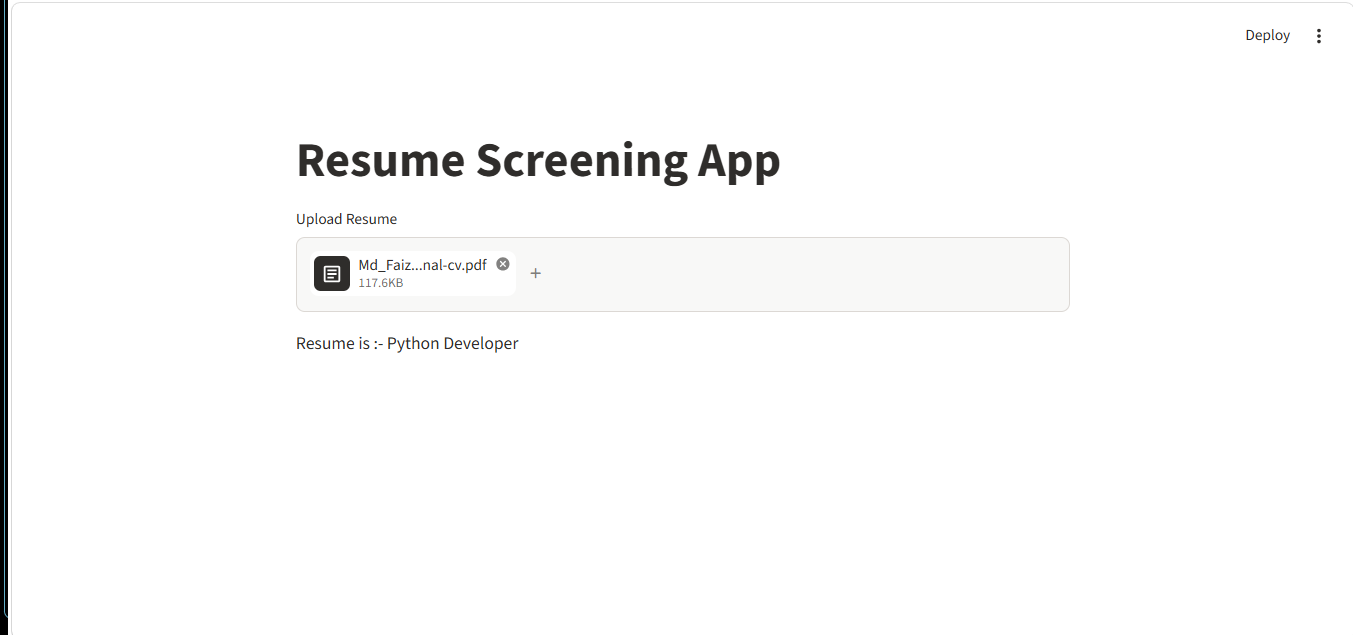 Deploy
Resume Screening App
Upload Resume
Md_Faiz...nal-cv.pdf
117.6KB
Resume is :- Python Developer